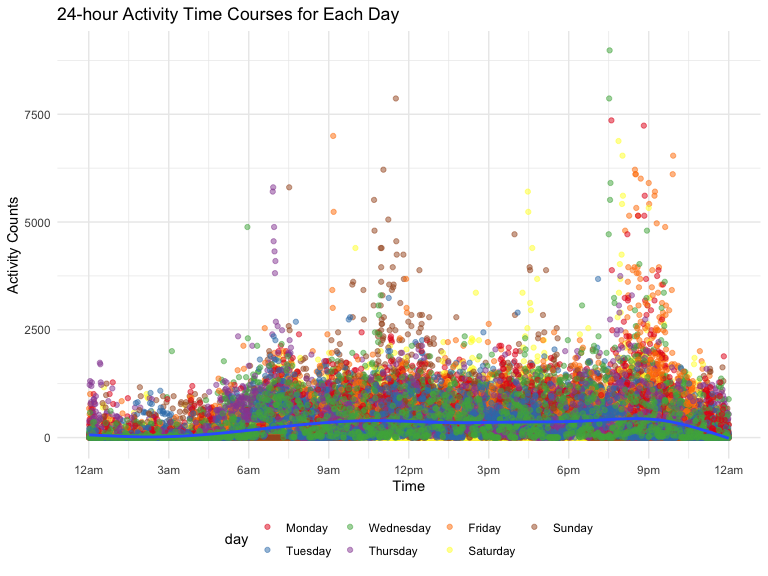 24-hour Activity Time Courses for Each Day
Activity Counts
7500
5000
2500
0
12am 3am 6am 9am 12pm 3pm 6pm 9pm 12am
Time
day
Monday Wednesday Friday Sunday
Tuesday Thursday Saturday